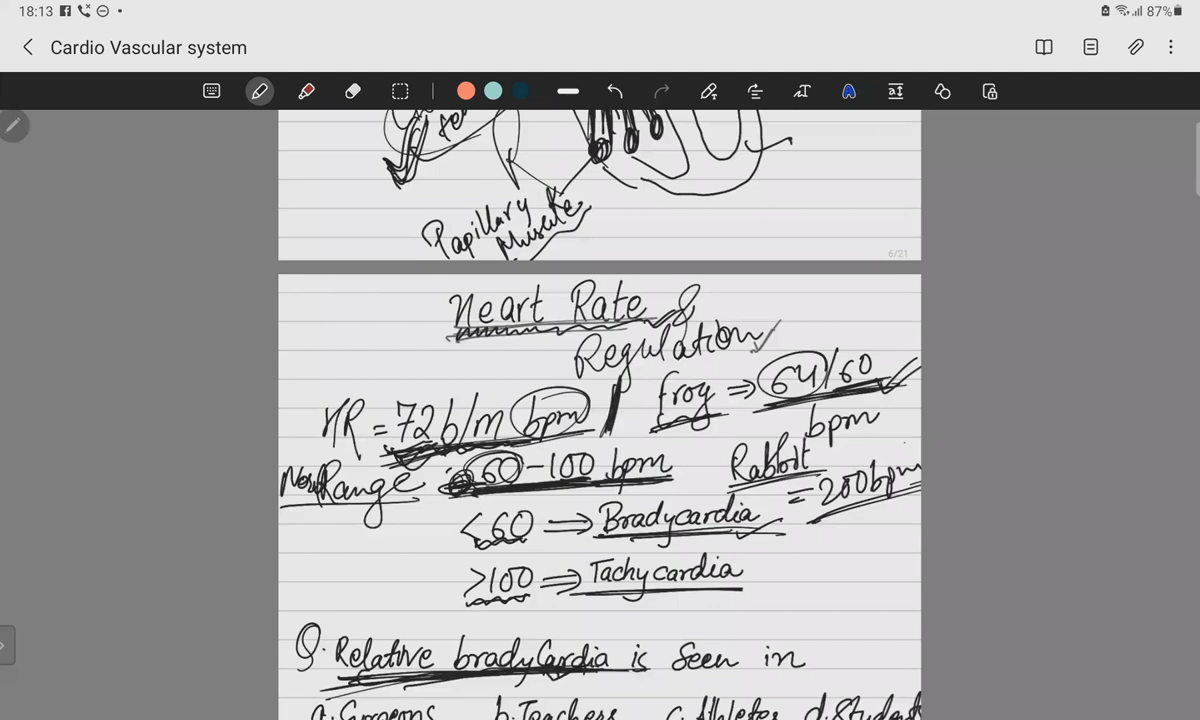 18:13
87%
Cardio Vascular system
Papillary
Muscle
6/21
Heart Rate &
Regulation
HR = 72 b/m (bpm) / frog ⇒ 64/60
bpm
Range 60-100 bpm
Rabbit
= 200bpm
<60 ⇒ Bradycardia
>100 ⇒ Tachycardia
Q. Relative bradyCardia is Seen in
a. Surgeons b. Teachers c. Athletes d. Student